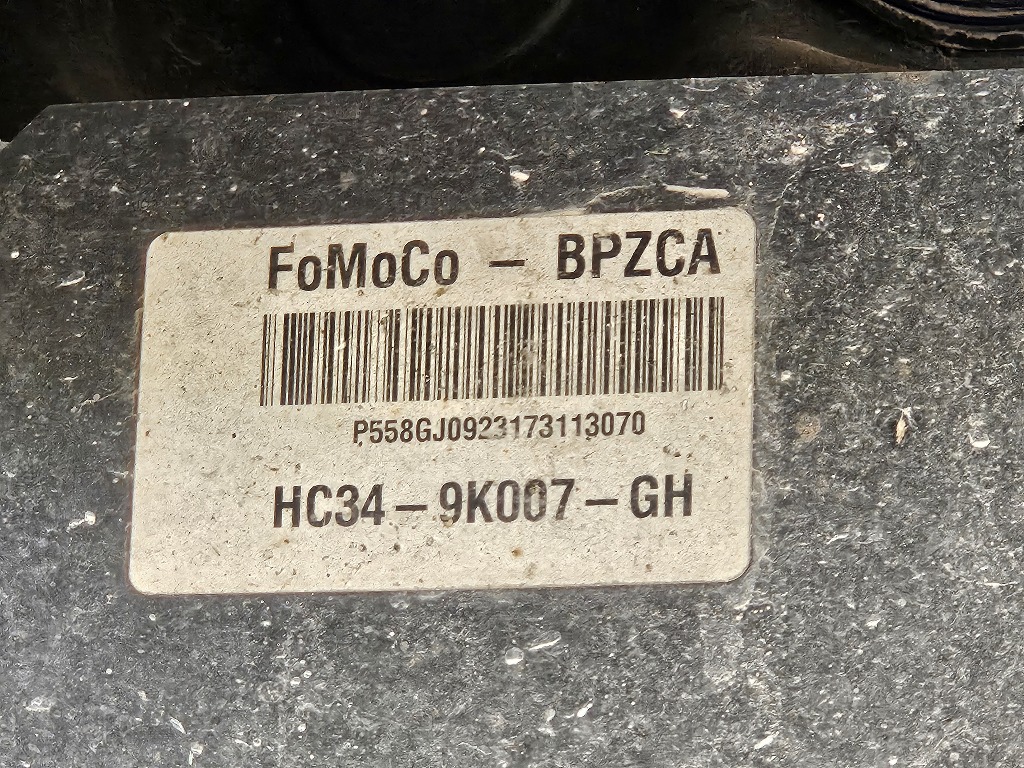 FoMoCo – BPZCA
P558GJ0923173113070
HC34–9K007–GH